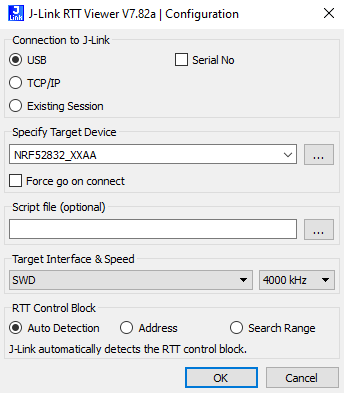 J-Link RTT Viewer V7.82a | Configuration
Connection to J-Link
USB
Serial No
TCP/IP
Existing Session
Specify Target Device
NRF52832_XXAA
...
Force go on connect
Script file (optional)
...
Target Interface & Speed
SWD
4000 kHz
RTT Control Block
Auto Detection
Address
Search Range
J-Link automatically detects the RTT control block.
OK
Cancel